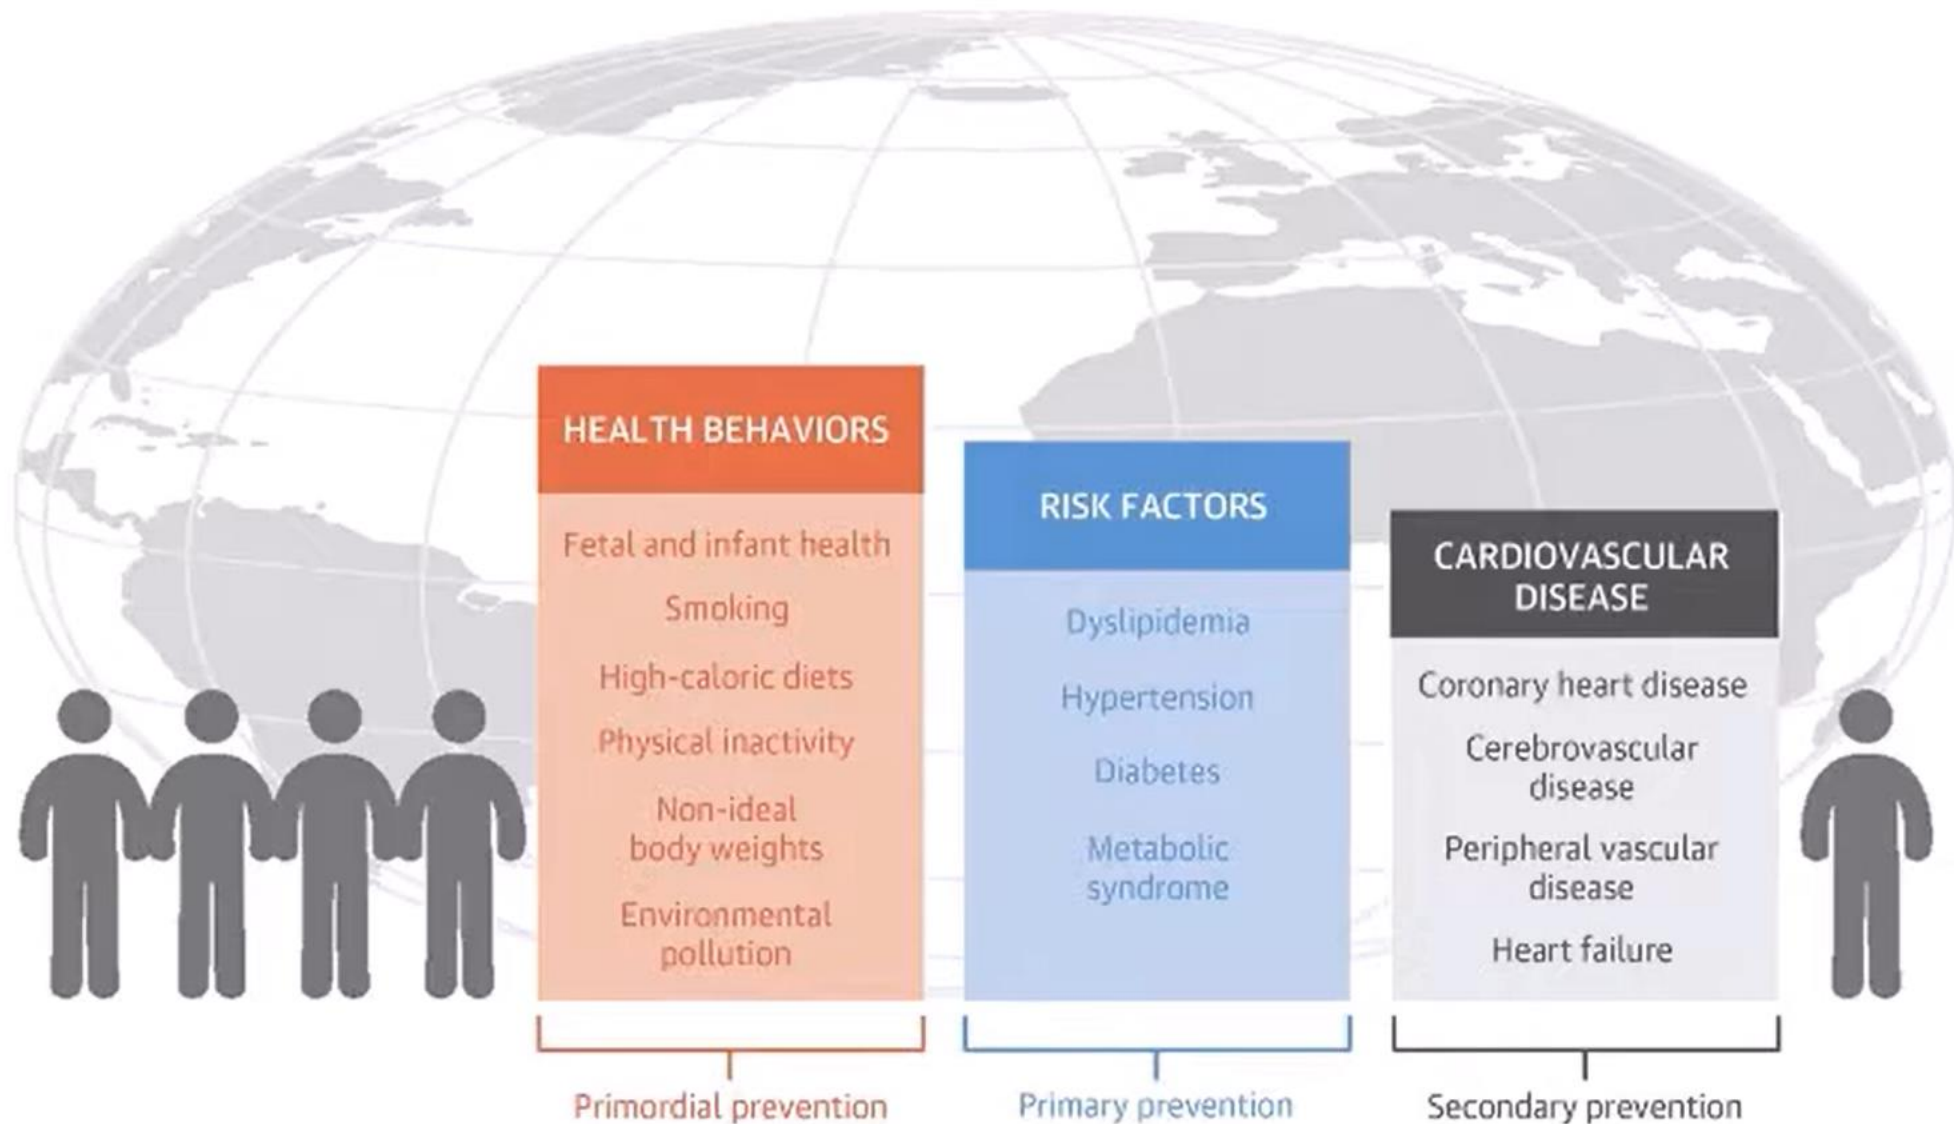 HEALTH BEHAVIORS
Fetal and infant health
Smoking
High-caloric diets
Physical inactivity
Non-ideal
body weights
Environmental
pollution
Primordial prevention
RISK FACTORS
Dyslipidemia
Hypertension
Diabetes
Metabolic
syndrome
Primary prevention
CARDIOVASCULAR
DISEASE
Coronary heart disease
Cerebrovascular
disease
Peripheral vascular
disease
Heart failure
Secondary prevention